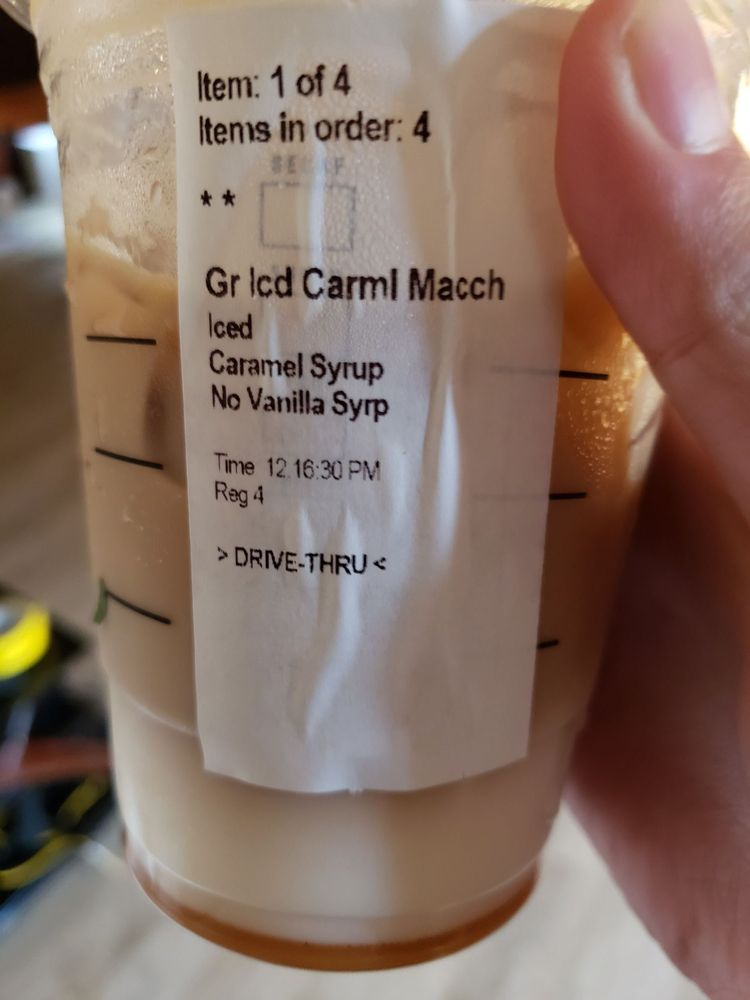 Item: 1 of 4
Items in order: 4
DECAF
* *
Gr Icd Carml Macch
Iced
Caramel Syrup
No Vanilla Syrp
Time 12:16:30 PM
Reg 4
> DRIVE-THRU <